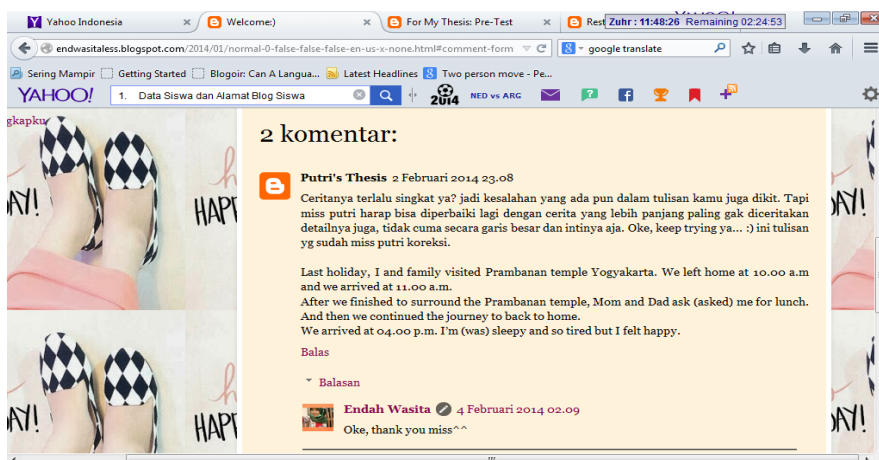 Yahoo Indonesia × Welcome:) × For My Thesis: Pre-Test × Rest Zuhr : 11:48:26 Remaining 02:24:53
endwasitaless.blogspot.com/2014/01/normal-0-false-false-false-en-us-x-none.html#comment-form google translate
Sering Mampir Getting Started Blogoir: Can A Langua... Latest Headlines Two person move - Pe...
YAHOO! 1. Data Siswa dan Alamat Blog Siswa 2014 NED vs ARG
gkapku
2 komentar:
Putri's Thesis 2 Februari 2014 23.08
Ceritanya terlalu singkat ya? jadi kesalahan yang ada pun dalam tulisan kamu juga dikit. Tapi
miss putri harap bisa diperbaiki lagi dengan cerita yang lebih panjang paling gak diceritakan
detailnya juga, tidak cuma secara garis besar dan intinya aja. Oke, keep trying ya... :) ini tulisan
yg sudah miss putri koreksi.
Last holiday, I and family visited Prambanan temple Yogyakarta. We left home at 10.00 a.m
and we arrived at 11.00 a.m.
After we finished to surround the Prambanan temple, Mom and Dad ask (asked) me for lunch.
And then we continued the journey to back to home.
We arrived at 04.00 p.m. I'm (was) sleepy and so tired but I felt happy.
Balas
Balasan
Endah Wasita 4 Februari 2014 02.09
Oke, thank you miss^^